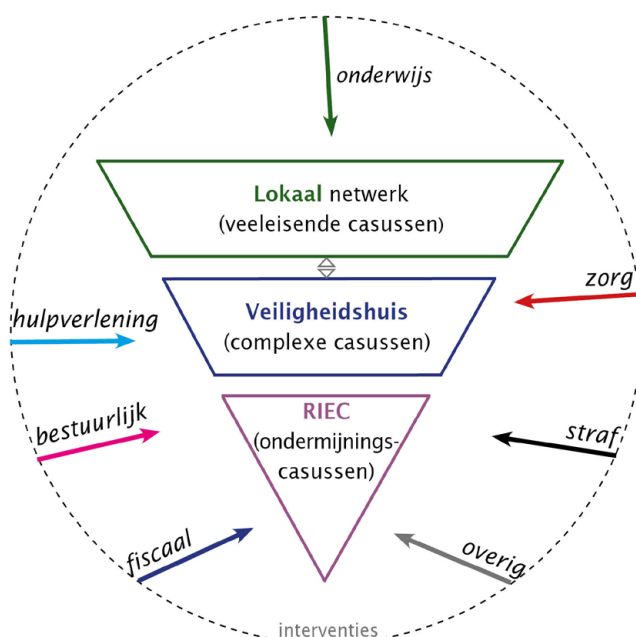 onderwijs
Lokaal netwerk
(veeleisende casussen)
zorg
Veiligheidshuis
(complexe casussen)
hulpverlening
RIEC
(ondermijnings-
casussen)
bestuurlijk
straf
fiscaal
overig
interventies